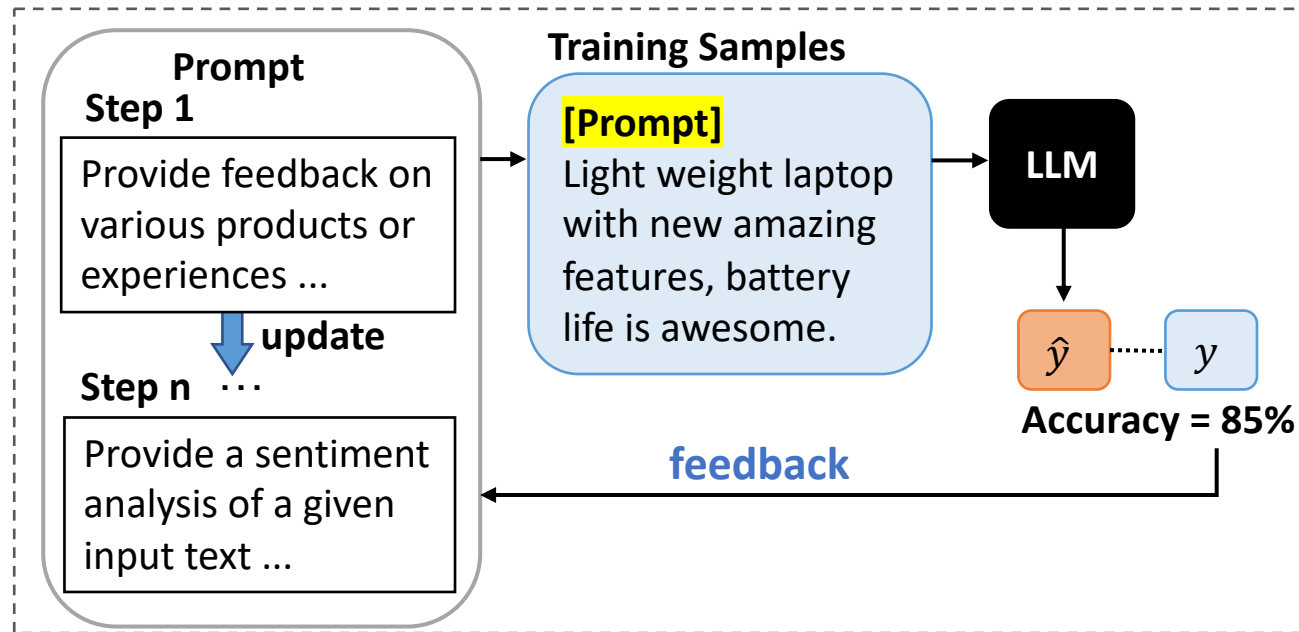 Prompt
Step 1
Provide feedback on
various products or
experiences ...
update
Step n ...
Provide a sentiment
analysis of a given
input text ...
Training Samples
[Prompt]
Light weight laptop
with new amazing
features, battery
life is awesome.
LLM
ŷ
y
Accuracy = 85%
feedback